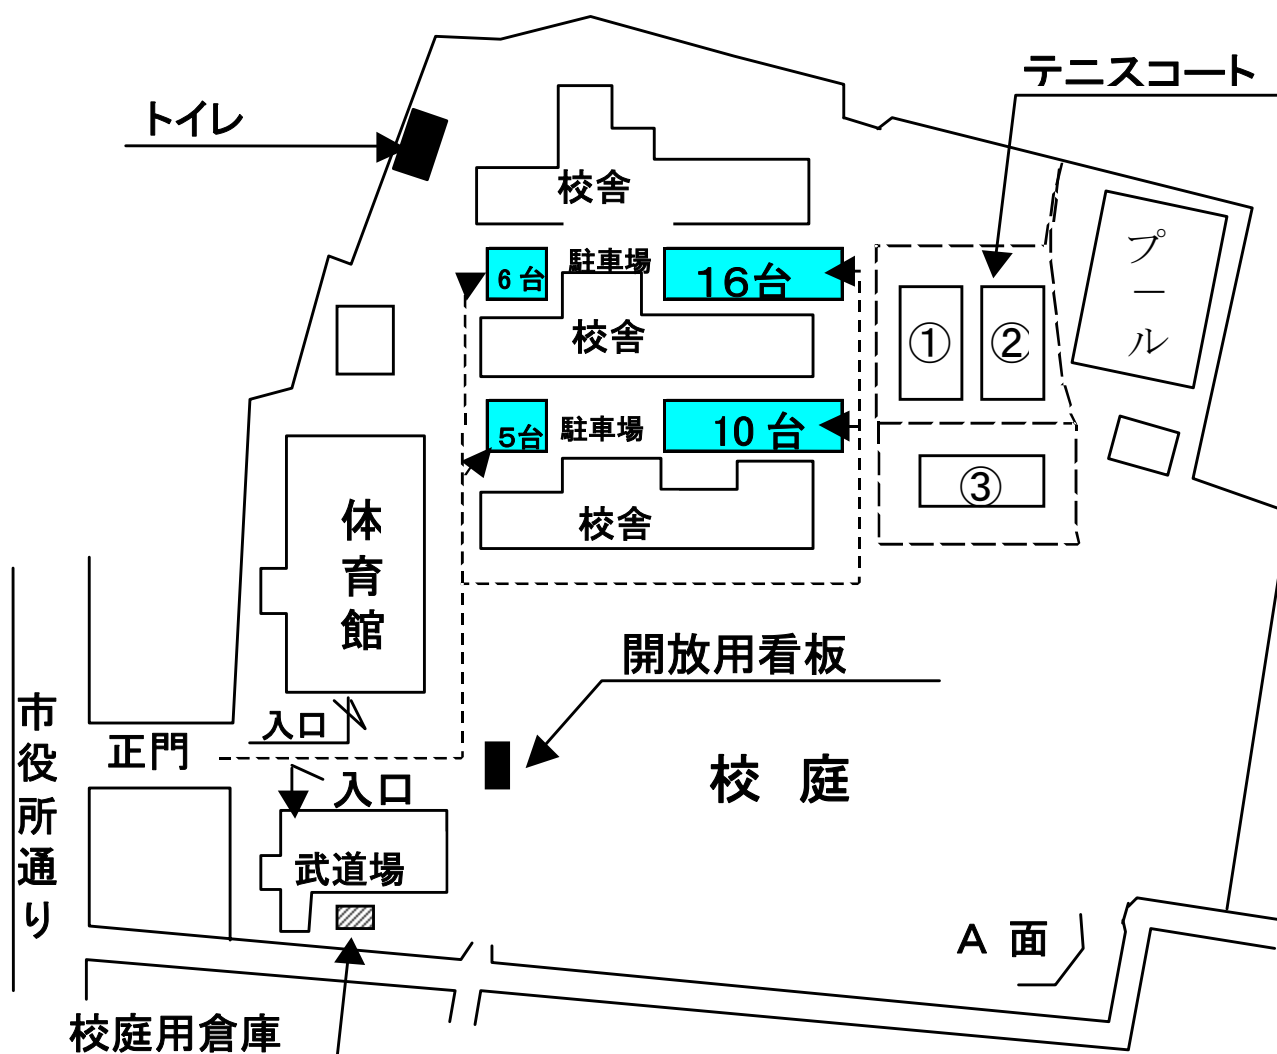 テニスコート
トイレ
校舎
プール
6台
駐車場
16台
校舎
①
②
5台
駐車場
10台
③
校舎
体育館
開放用看板
市役所通り
入口
正門
入口
校庭
武道場
A面
校庭用倉庫